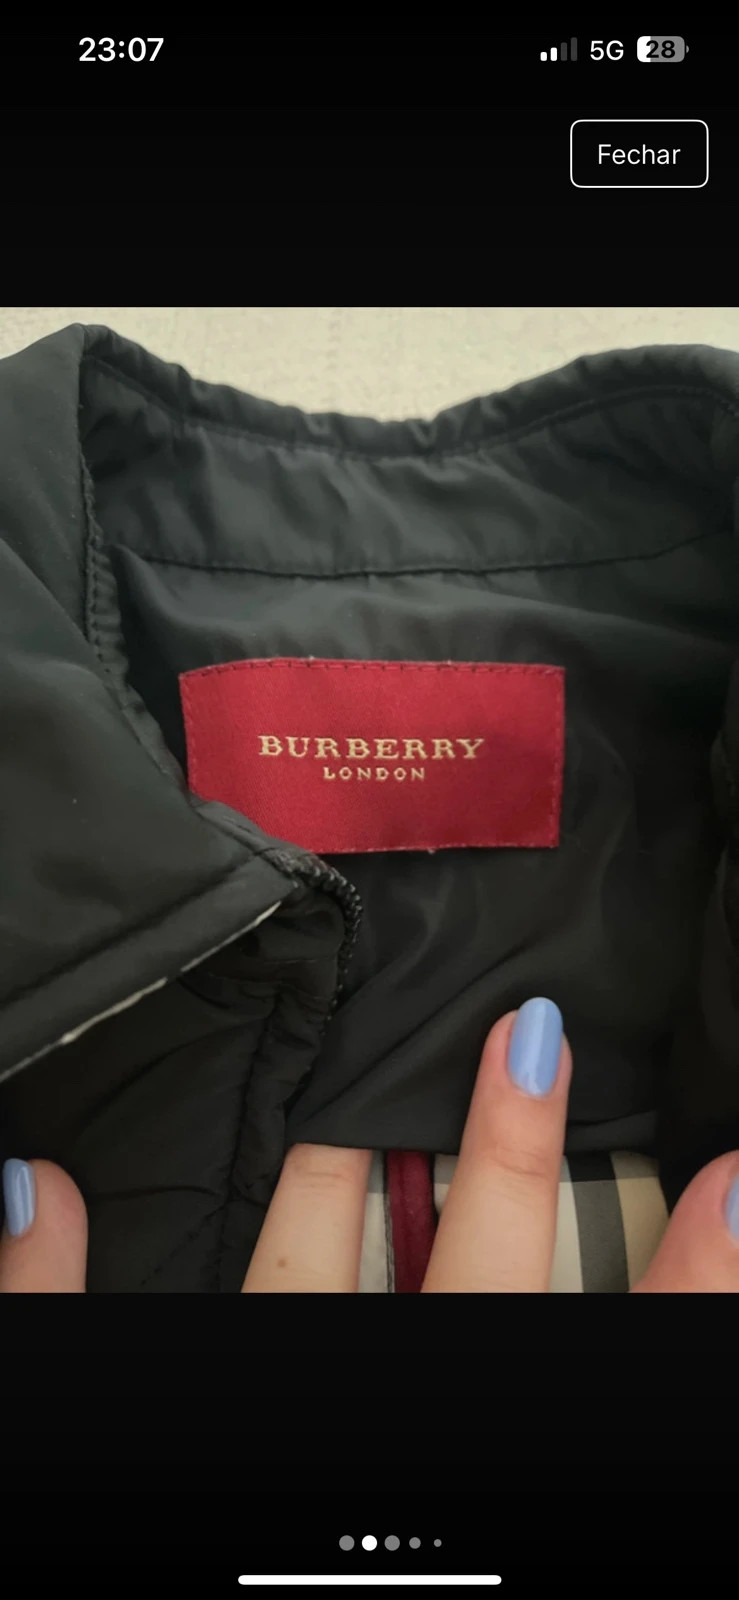 23:07
5G
28
Fechar
BURBERRY
LONDON